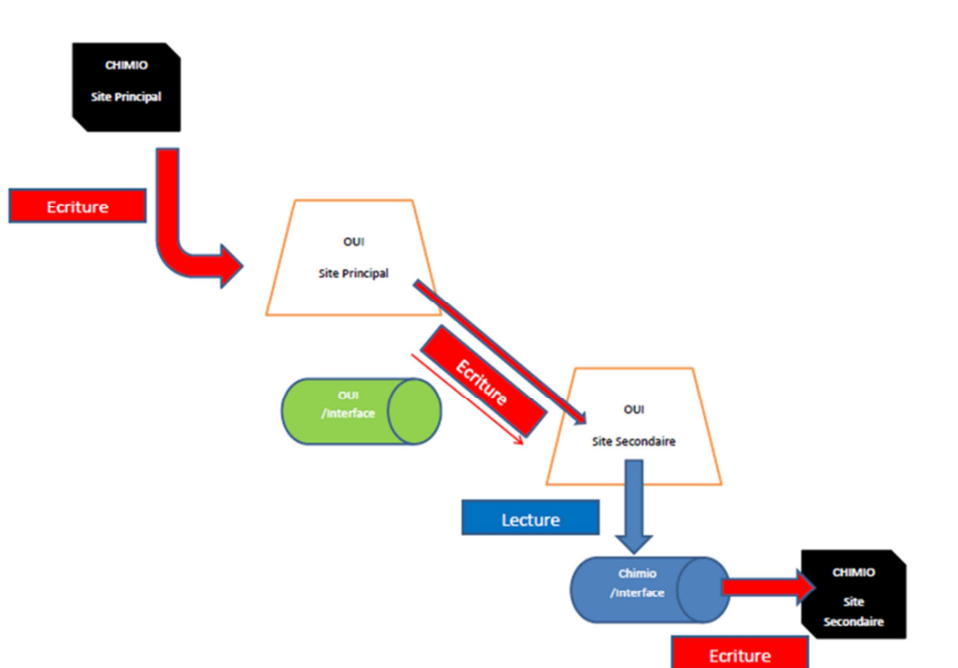 CHIMIO
Site Principal
Ecriture
OUI
Site Principal
Ecriture
OUI
/Interface
OUI
Site Secondaire
Lecture
Chimio
/Interface
CHIMIO
Site
Secondaire
Ecriture